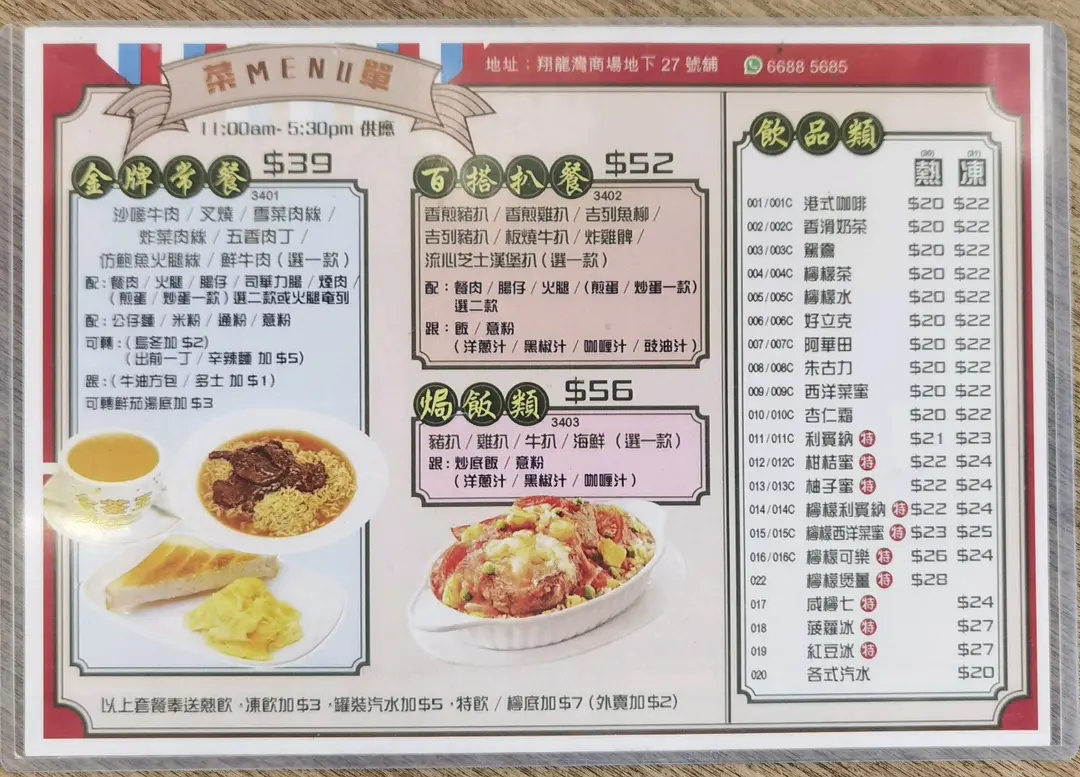 菜MENU單
地址：翔龍灣商場地下 27 號舖 6688 5685
11:00am- 5:30pm 供應
金牌常餐 $39
3401
沙嗲牛肉 / 叉燒 / 雪菜肉絲 /
炸菜肉絲 / 五香肉丁 /
仿鮑魚火腿絲 / 鮮牛肉（選一款）
配：餐肉 / 火腿 / 腸仔 / 司華力腸 / 煙肉 /
（煎蛋 / 炒蛋一款）選二款或火腿奄列
配：公仔麵 / 米粉 / 通粉 / 意粉
可轉：（烏冬加 $2）
（出前一丁 / 辛辣麵 加 $5）
跟：（牛油方包 / 多士 加 $1）
可轉鮮茄湯底加 $3
百搭扒餐 $52
3402
香煎豬扒 / 香煎雞扒 / 吉列魚柳 /
吉列豬扒 / 板燒牛扒 / 炸雞髀 /
流心芝士漢堡扒（選一款）
配：餐肉 / 腸仔 / 火腿 /（煎蛋 / 炒蛋一款）
選二款
跟：飯 / 意粉
（洋蔥汁 / 黑椒汁 / 咖喱汁 / 豉油汁）
焗飯類 $56
3403
豬扒 / 雞扒 / 牛扒 / 海鮮（選一款）
跟：炒底飯 / 意粉
（洋蔥汁 / 黑椒汁 / 咖喱汁）
飲品類
(30) (31)
熱 凍
001 / 001C 港式咖啡 $20 $22
002 / 002C 香滑奶茶 $20 $22
003 / 003C 鴛鴦 $20 $22
004 / 004C 檸檬茶 $20 $22
005 / 005C 檸檬水 $20 $22
006 / 006C 好立克 $20 $22
007 / 007C 阿華田 $20 $22
008 / 008C 朱古力 $20 $22
009 / 009C 西洋菜蜜 $20 $22
010 / 010C 杏仁霜 $20 $22
011 / 011C 利賓納 特 $21 $23
012 / 012C 柑桔蜜 特 $22 $24
013 / 013C 柚子蜜 特 $22 $24
014 / 014C 檸檬利賓納 特 $22 $24
015 / 015C 檸檬西洋菜蜜 特 $23 $25
016 / 016C 檸檬可樂 特 $26 $24
022 檸檬煲薑 特 $28
017 咸檸七 特 $24
018 菠蘿冰 特 $27
019 紅豆冰 特 $27
020 各式汽水 $20
以上套餐奉送熱飲，凍飲加 $3，罐裝汽水加 $5，特飲 / 檸底加 $7（外賣加 $2）